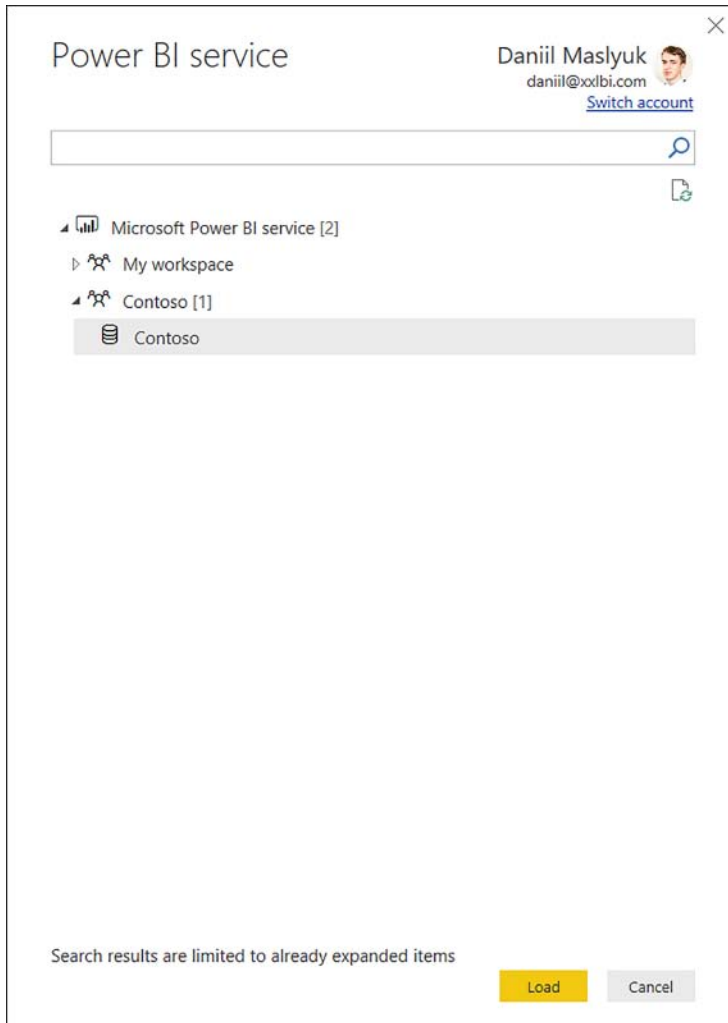 Power BI service
Daniil Maslyuk
daniil@xxlbi.com
Switch account
Microsoft Power BI service [2]
My workspace
Contoso [1]
Contoso
Search results are limited to already expanded items
Load
Cancel